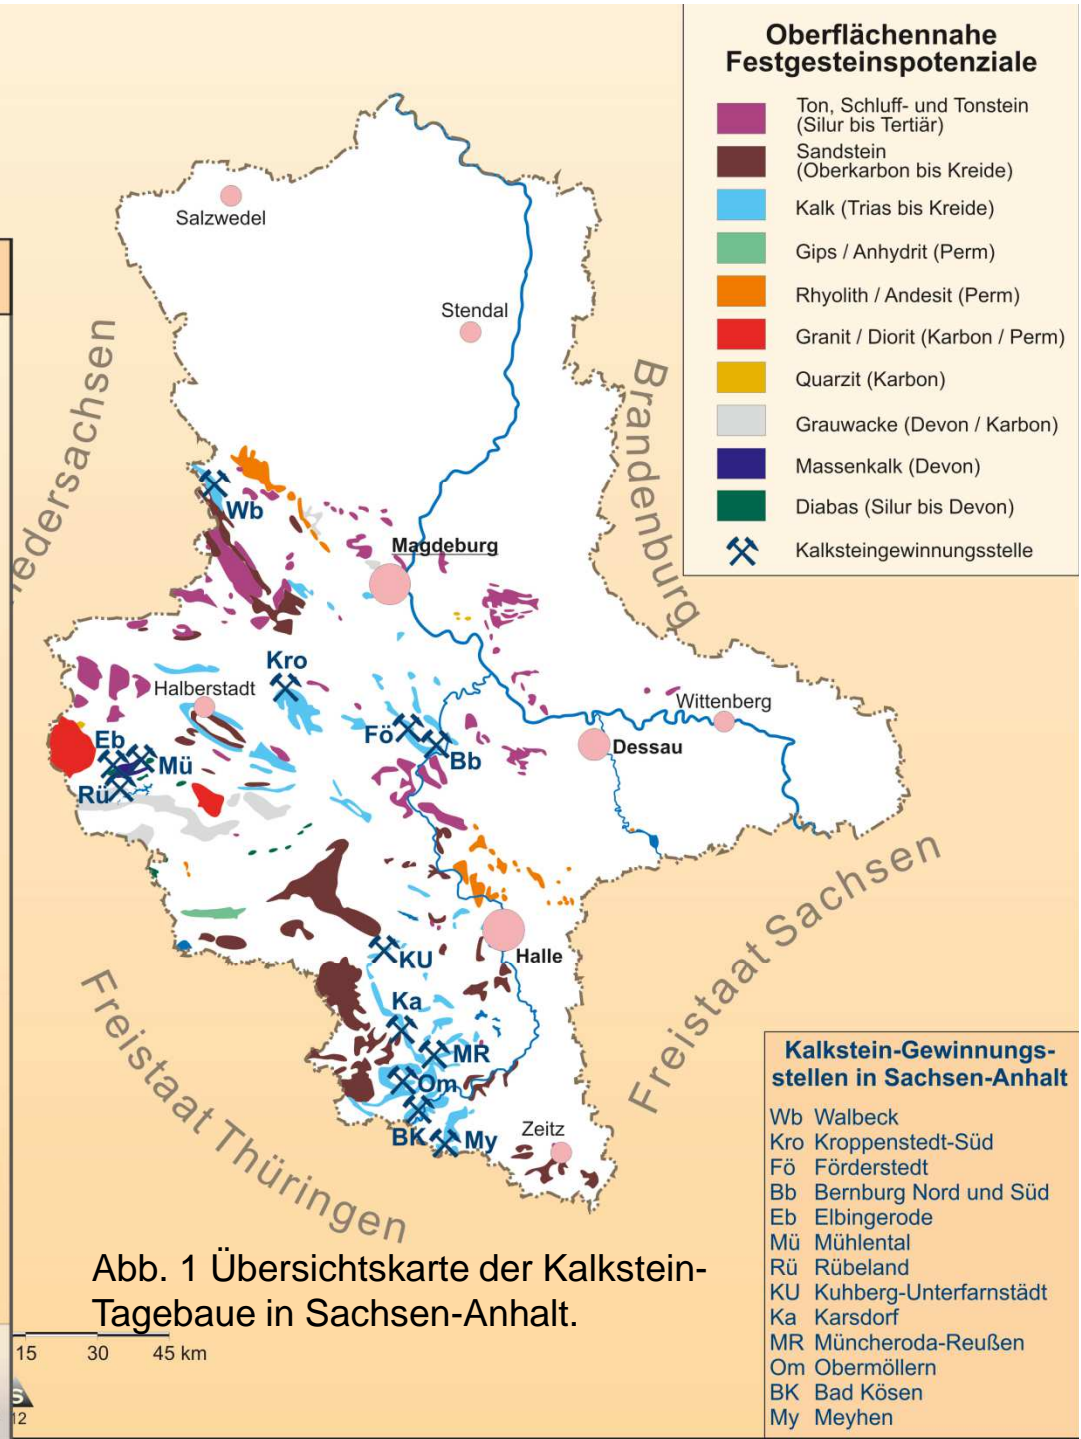 Oberflächennahe
Festgesteinspotenziale
Ton, Schluff- und Tonstein
(Silur bis Tertiär)
Sandstein
(Oberkarbon bis Kreide)
Kalk (Trias bis Kreide)
Gips / Anhydrit (Perm)
Rhyolith / Andesit (Perm)
Granit / Diorit (Karbon / Perm)
Quarzit (Karbon)
Grauwacke (Devon / Karbon)
Massenkalk (Devon)
Diabas (Silur bis Devon)
Kalksteingewinnungsstelle
Salzwedel
Stendal
edersachsen
Brandenburg
Wb
Magdeburg
Kro
Halberstadt
Wittenberg
Fö
Bb
Dessau
Eb
Mü
Rü
Halle
KU
Ka
MR
Om
BK
My
Zeitz
Freistaat Sachsen
Freistaat Thüringen
Kalkstein-Gewinnungs-
stellen in Sachsen-Anhalt
Wb Walbeck
Kro Kroppenstedt-Süd
Fö Förderstedt
Bb Bernburg Nord und Süd
Eb Elbingerode
Mü Mühlental
Rü Rübeland
KU Kuhberg-Unterfarnstädt
Ka Karsdorf
MR Müncheroda-Reußen
Om Obermöllern
BK Bad Kösen
My Meyhen
Abb. 1 Übersichtskarte der Kalkstein-
Tagebaue in Sachsen-Anhalt.
15 30 45 km
S
12